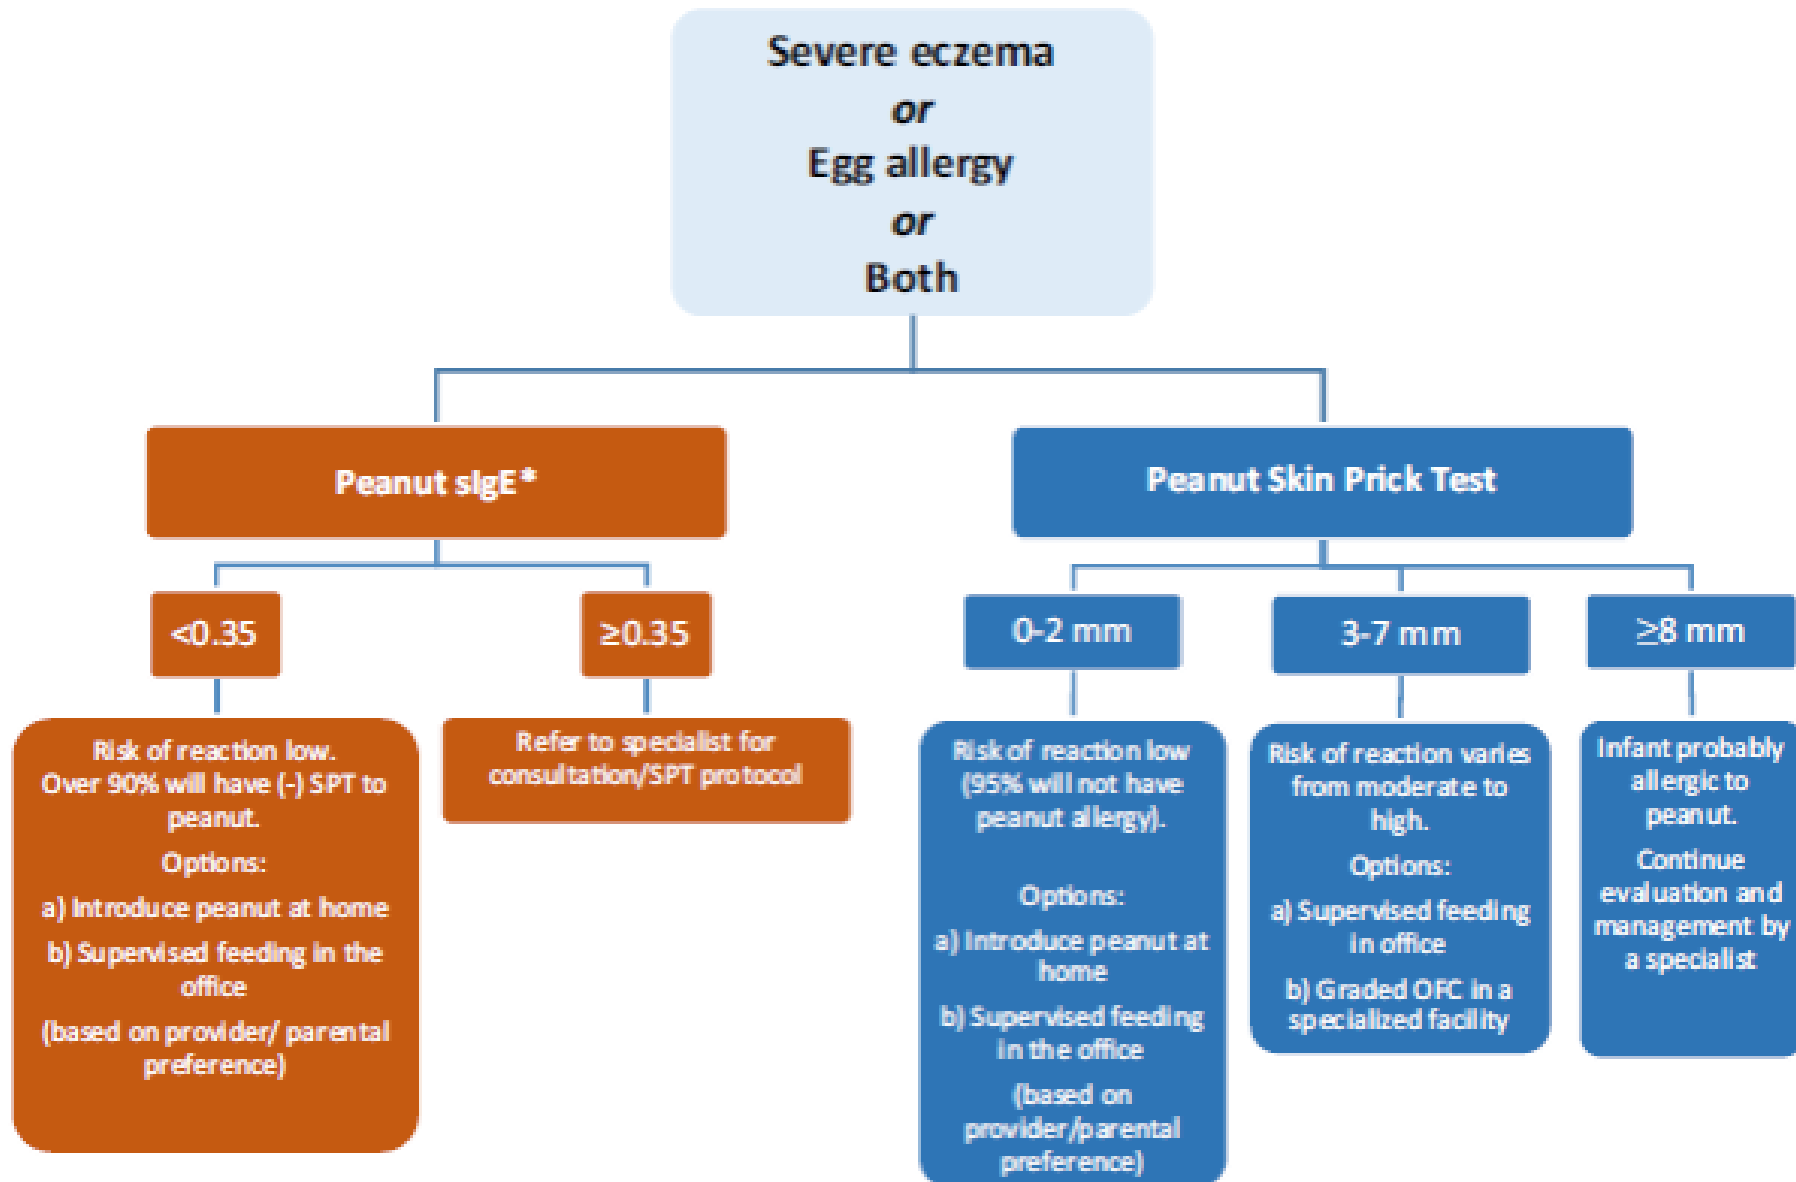 Severe eczema
or
Egg allergy
or
Both
Peanut sIgE*
<0.35
Risk of reaction low.
Over 90% will have (-) SPT to
peanut.
Options:
a) Introduce peanut at home
b) Supervised feeding in the
office
(based on provider/ parental
preference)
≥0.35
Refer to specialist for
consultation/SPT protocol
Peanut Skin Prick Test
0-2 mm
Risk of reaction low
(95% will not have
peanut allergy).
Options:
a) Introduce peanut at
home
b) Supervised feeding
in the office
(based on
provider/parental
preference)
3-7 mm
Risk of reaction varies
from moderate to
high.
Options:
a) Supervised feeding
in office
b) Graded OFC in a
specialized facility
≥8 mm
Infant probably
allergic to
peanut.
Continue
evaluation and
management by
a specialist